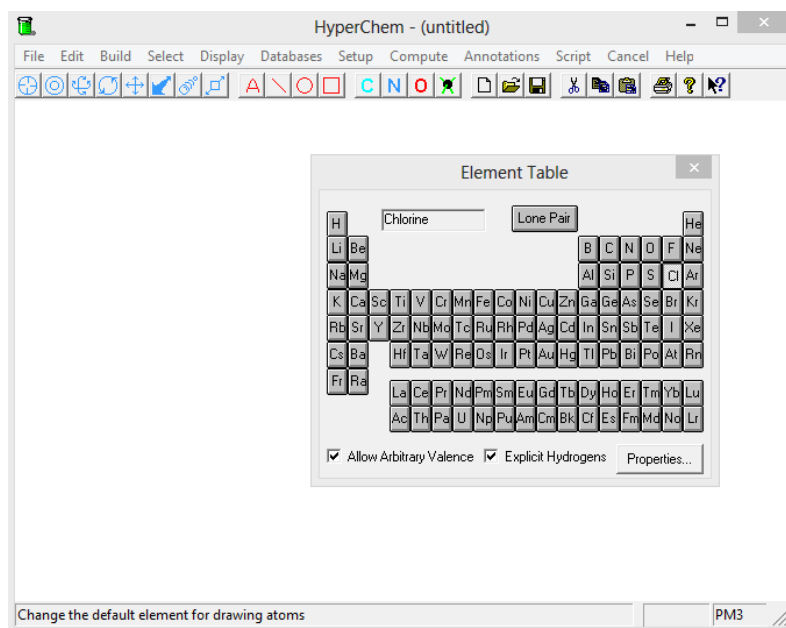 HyperChem - (untitled)
File Edit Build Select Display Databases Setup Compute Annotations Script Cancel Help
A C N O
Element Table
Chlorine Lone Pair
H He
Li Be B C N O F Ne
Na Mg Al Si P S Cl Ar
K Ca Sc Ti V Cr Mn Fe Co Ni Cu Zn Ga Ge As Se Br Kr
Rb Sr Y Zr Nb Mo Tc Ru Rh Pd Ag Cd In Sn Sb Te I Xe
Cs Ba Hf Ta W Re Os Ir Pt Au Hg Tl Pb Bi Po At Rn
Fr Ra
La Ce Pr Nd Pm Sm Eu Gd Tb Dy Ho Er Tm Yb Lu
Ac Th Pa U Np Pu Am Cm Bk Cf Es Fm Md No Lr
Allow Arbitrary Valence Explicit Hydrogens Properties...
Change the default element for drawing atoms PM3